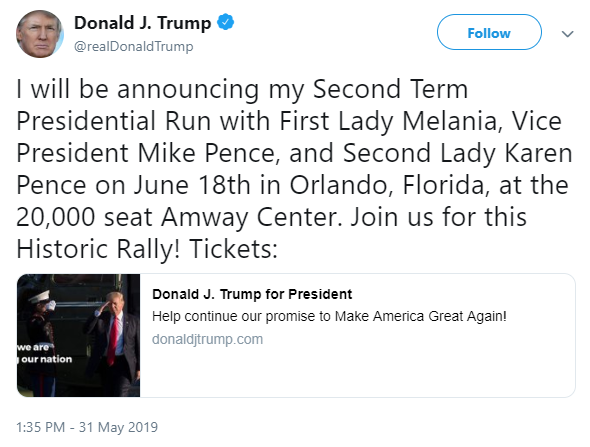 Donald J. Trump
@realDonaldTrump
Follow
I will be announcing my Second Term
Presidential Run with First Lady Melania, Vice
President Mike Pence, and Second Lady Karen
Pence on June 18th in Orlando, Florida, at the
20,000 seat Amway Center. Join us for this
Historic Rally! Tickets:
we are
our nation
Donald J. Trump for President
Help continue our promise to Make America Great Again!
donaldjtrump.com
1:35 PM - 31 May 2019